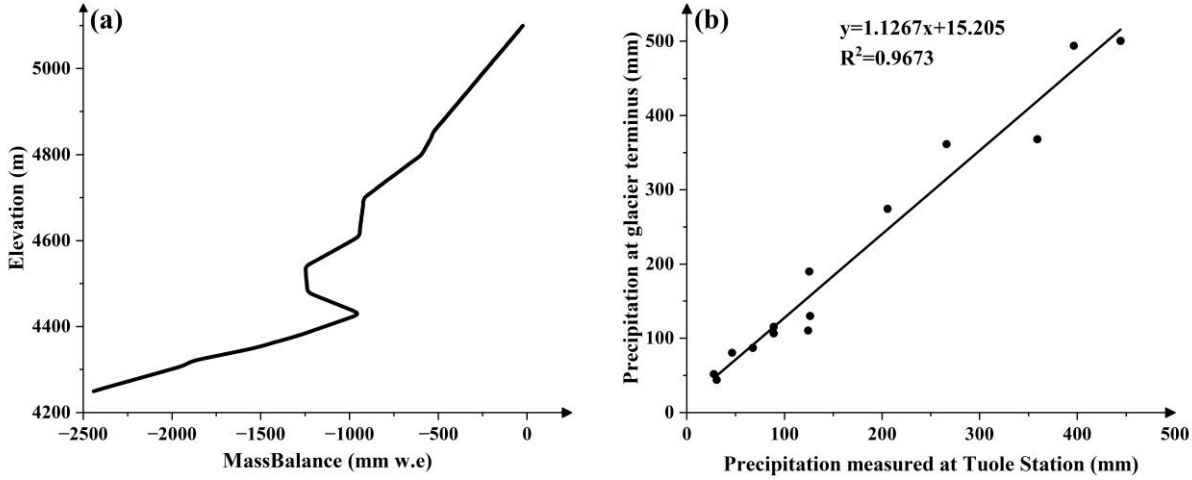 (a)
5000
4800
4600
4400
4200
Elevation (m)
−2500 −2000 −1500 −1000 −500 0
MassBalance (mm w.e)
(b)
y=1.1267x+15.205
R²=0.9673
500
400
300
200
100
0
Precipitation at glacier terminus (mm)
0 100 200 300 400 500
Precipitation measured at Tuole Station (mm)